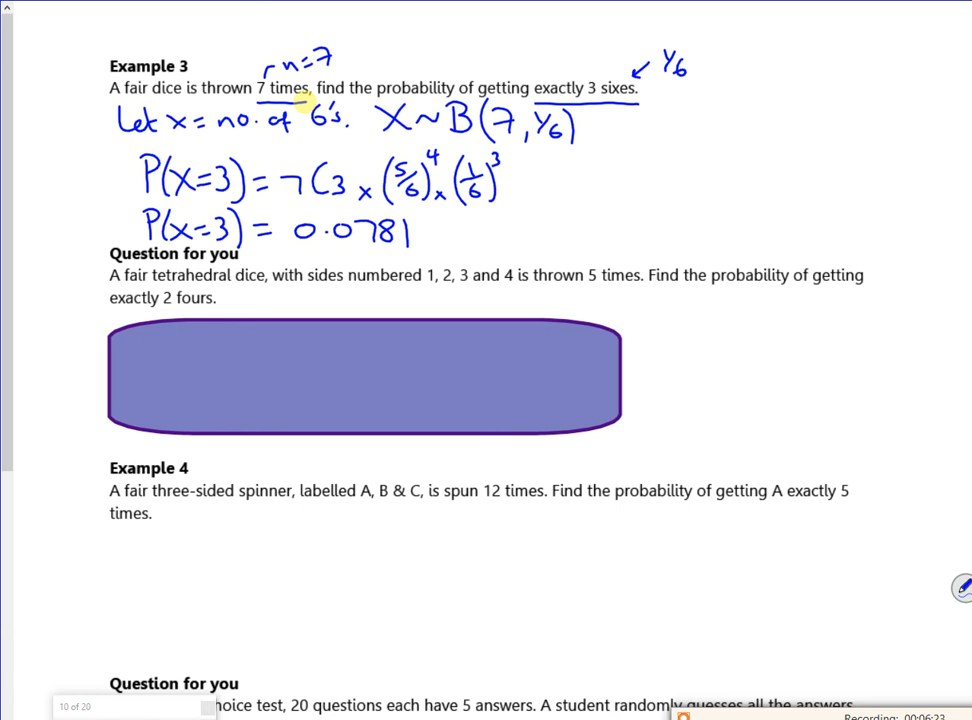 Example 3
n=7
1/6
A fair dice is thrown 7 times, find the probability of getting exactly 3 sixes.
Let x = no. of 6's. X~B(7, 1/6)
P(x=3) = 7C3 × (5/6)^4 × (1/6)^3
P(x=3) = 0.0781
Question for you
A fair tetrahedral dice, with sides numbered 1, 2, 3 and 4 is thrown 5 times. Find the probability of getting
exactly 2 fours.
Example 4
A fair three-sided spinner, labelled A, B & C, is spun 12 times. Find the probability of getting A exactly 5
times.
Question for you
10 of 20
hoice test, 20 questions each have 5 answers. A student randomly guesses all the answers
Recording: 00:06:23